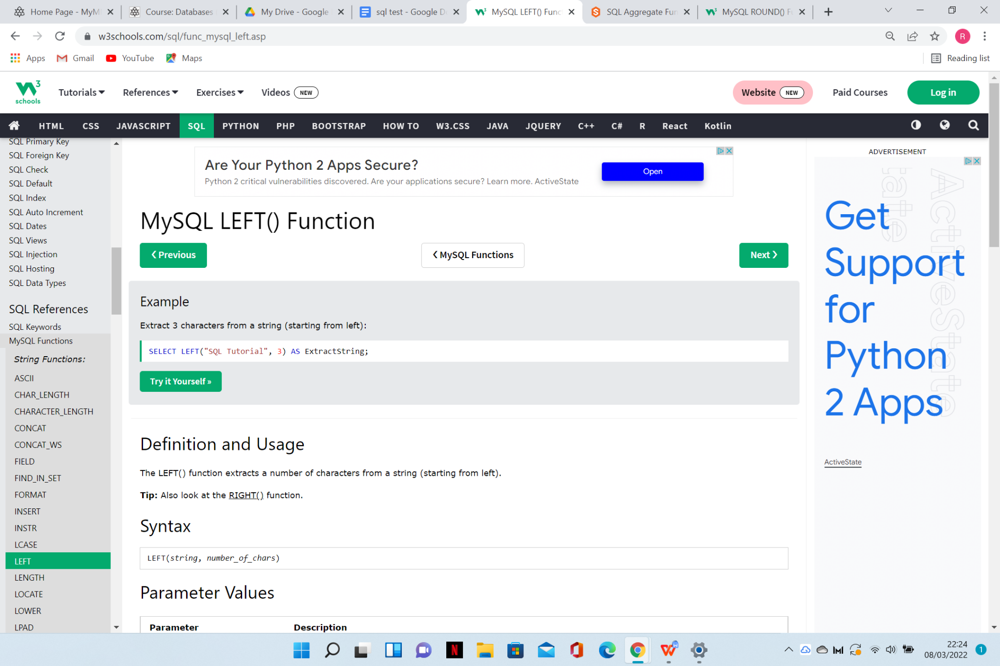 Home Page - MyM
Course: Databases
My Drive - Google
sql test - Google D
MySQL LEFT() Func
SQL Aggregate Fun
MySQL ROUND() F
w3schools.com/sql/func_mysql_left.asp
R
Apps
Gmail
YouTube
Maps
Reading list
3
schools
Tutorials
References
Exercises
Videos NEW
Website NEW
Paid Courses
Log in
HTML
CSS
JAVASCRIPT
SQL
PYTHON
PHP
BOOTSTRAP
HOW TO
W3.CSS
JAVA
JQUERY
C++
C#
R
React
Kotlin
SQL Primary Key
SQL Foreign Key
SQL Check
SQL Default
SQL Index
SQL Auto Increment
SQL Dates
SQL Views
SQL Injection
SQL Hosting
SQL Data Types
SQL References
SQL Keywords
MySQL Functions
String Functions:
ASCII
CHAR_LENGTH
CHARACTER_LENGTH
CONCAT
CONCAT_WS
FIELD
FIND_IN_SET
FORMAT
INSERT
INSTR
LCASE
LEFT
LENGTH
LOCATE
LOWER
LPAD
Are Your Python 2 Apps Secure?
Python 2 critical vulnerabilities discovered. Are your applications secure? Learn more. ActiveState
Open
MySQL LEFT() Function
❮ Previous
❮ MySQL Functions
Next ❯
Example
Extract 3 characters from a string (starting from left):
SELECT LEFT("SQL Tutorial", 3) AS ExtractString;
Try it Yourself »
Definition and Usage
The LEFT() function extracts a number of characters from a string (starting from left).
Tip: Also look at the RIGHT() function.
Syntax
LEFT(string, number_of_chars)
Parameter Values
Parameter Description
ADVERTISEMENT
ActiveState
tate
Get
Support
for
Python
2 Apps
ActiveState
22:24
08/03/2022
1